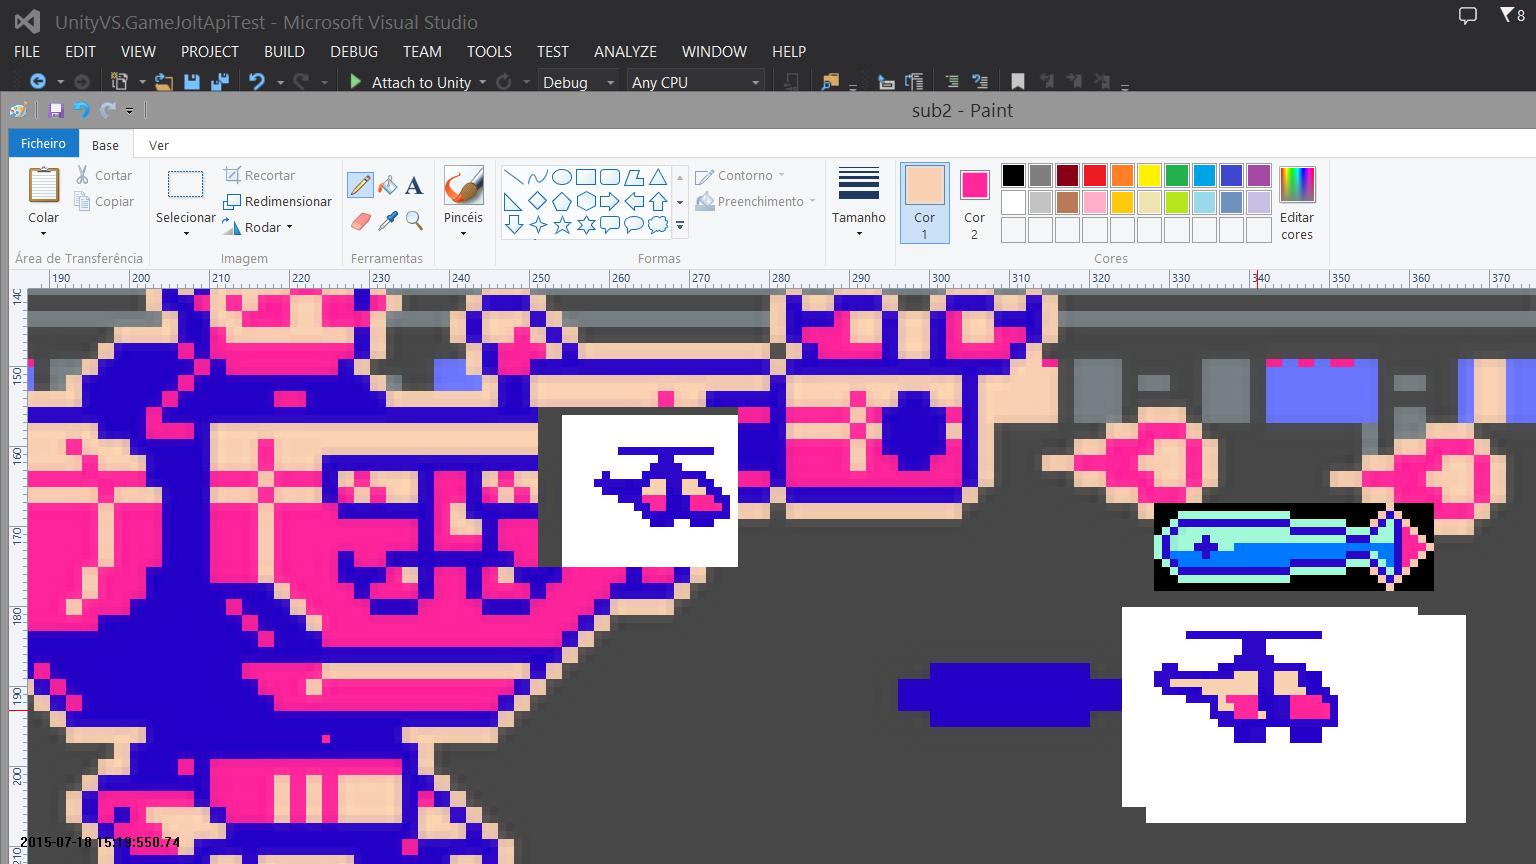 UnityVS.GameJoltApiTest - Microsoft Visual Studio
8
FILE EDIT VIEW PROJECT BUILD DEBUG TEAM TOOLS TEST ANALYZE WINDOW HELP
Attach to Unity Debug Any CPU
sub2 - Paint
Ficheiro Base Ver
Colar
Cortar
Copiar
Área de Transferência
Selecionar
Recortar
Redimensionar
Rodar
Imagem
A
Ferramentas
Pincéis
Contorno
Preenchimento
Formas
Tamanho
Cor 1
Cor 2
Editar cores
Cores
190 200 210 220 230 240 250 260 270 280 290 300 310 320 330 340 350 360 370
140
150
160
170
180
190
200
210
2015-07-18 15:19:550.74